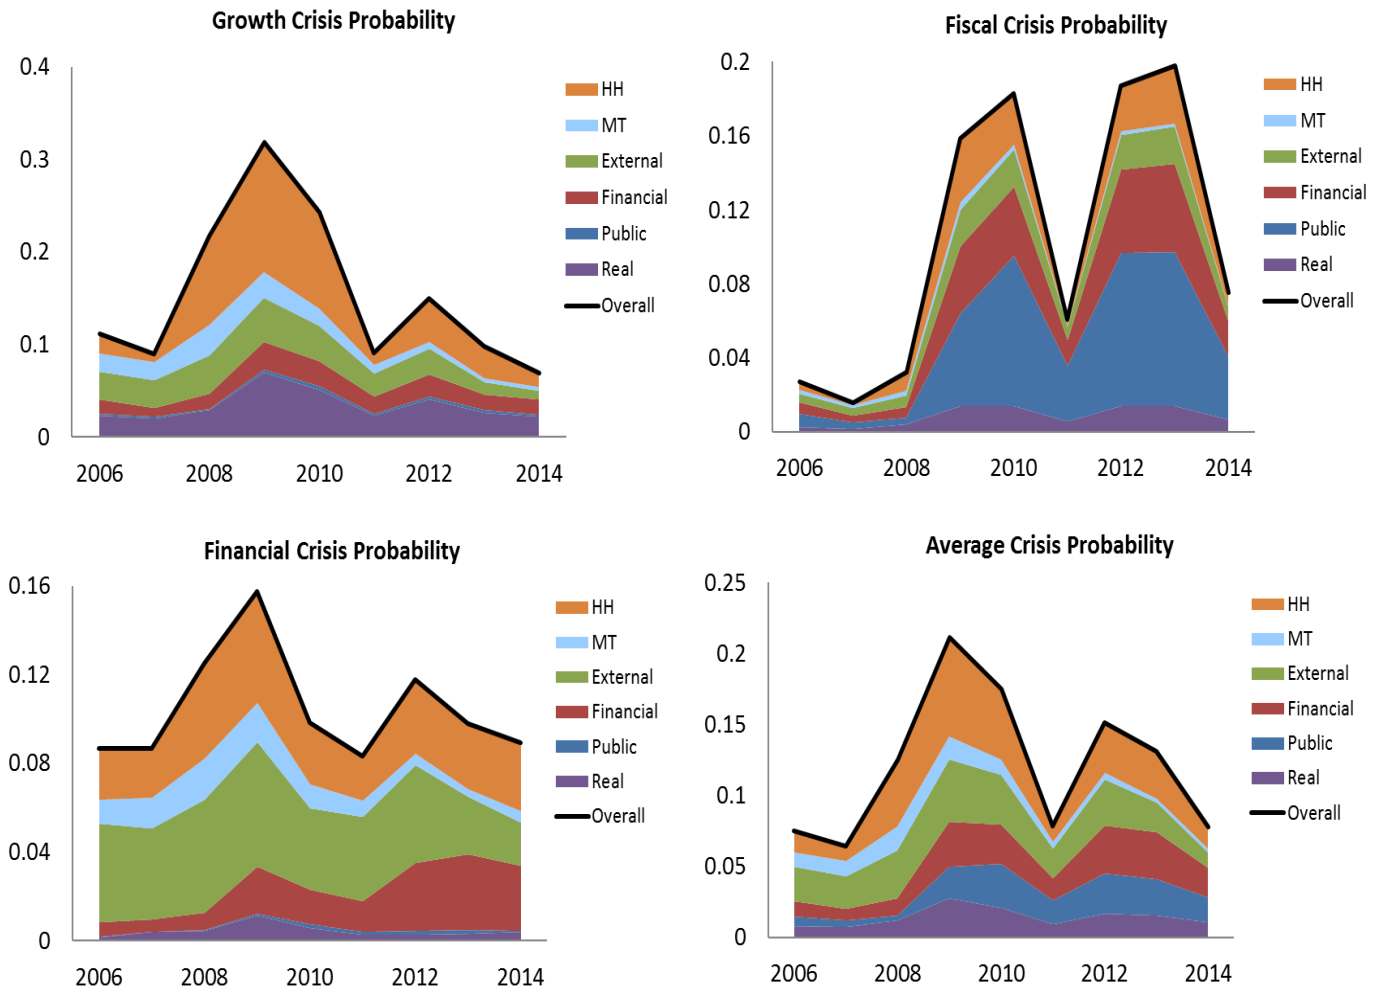 Growth Crisis Probability
0.4
0.3
0.2
0.1
0
2006 2008 2010 2012 2014
HH
MT
External
Financial
Public
Real
Overall
Fiscal Crisis Probability
0.2
0.16
0.12
0.08
0.04
0
2006 2008 2010 2012 2014
HH
MT
External
Financial
Public
Real
Overall
Financial Crisis Probability
0.16
0.12
0.08
0.04
0
2006 2008 2010 2012 2014
HH
MT
External
Financial
Public
Real
Overall
Average Crisis Probability
0.25
0.2
0.15
0.1
0.05
0
2006 2008 2010 2012 2014
HH
MT
External
Financial
Public
Real
Overall